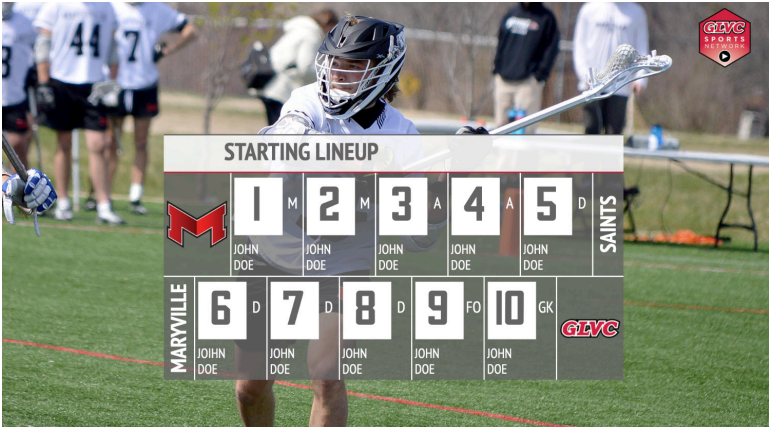 44
7
3
GLVC
SPORTS
NETWORK
STARTING LINEUP
M
1 M
JOHN
DOE
2 M
JOHN
DOE
3 A
JOHN
DOE
4 A
JOHN
DOE
5 D
JOHN
DOE
SAINTS
MARYVILLE
6 D
JOIHN
DOE
7 D
JOHN
DOE
8 D
JOHN
DOE
9 FO
JOHN
DOE
10 GK
JOHN
DOE
GLVC